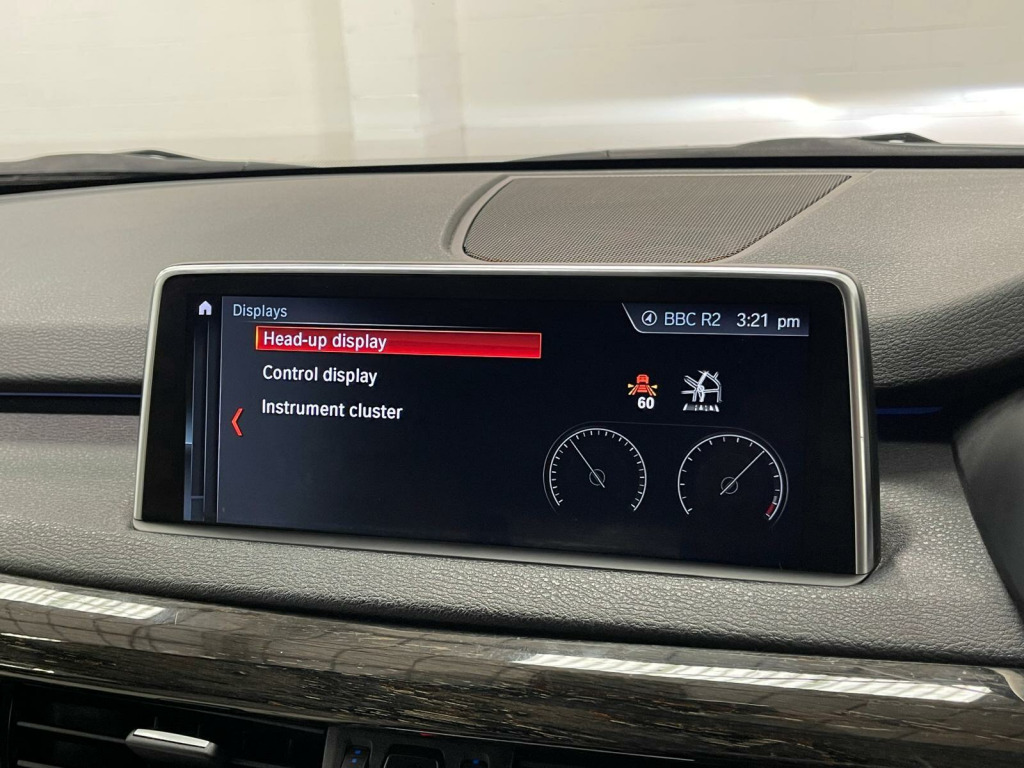 Displays
BBC R2 3:21 pm
Head-up display
Control display
Instrument cluster
60